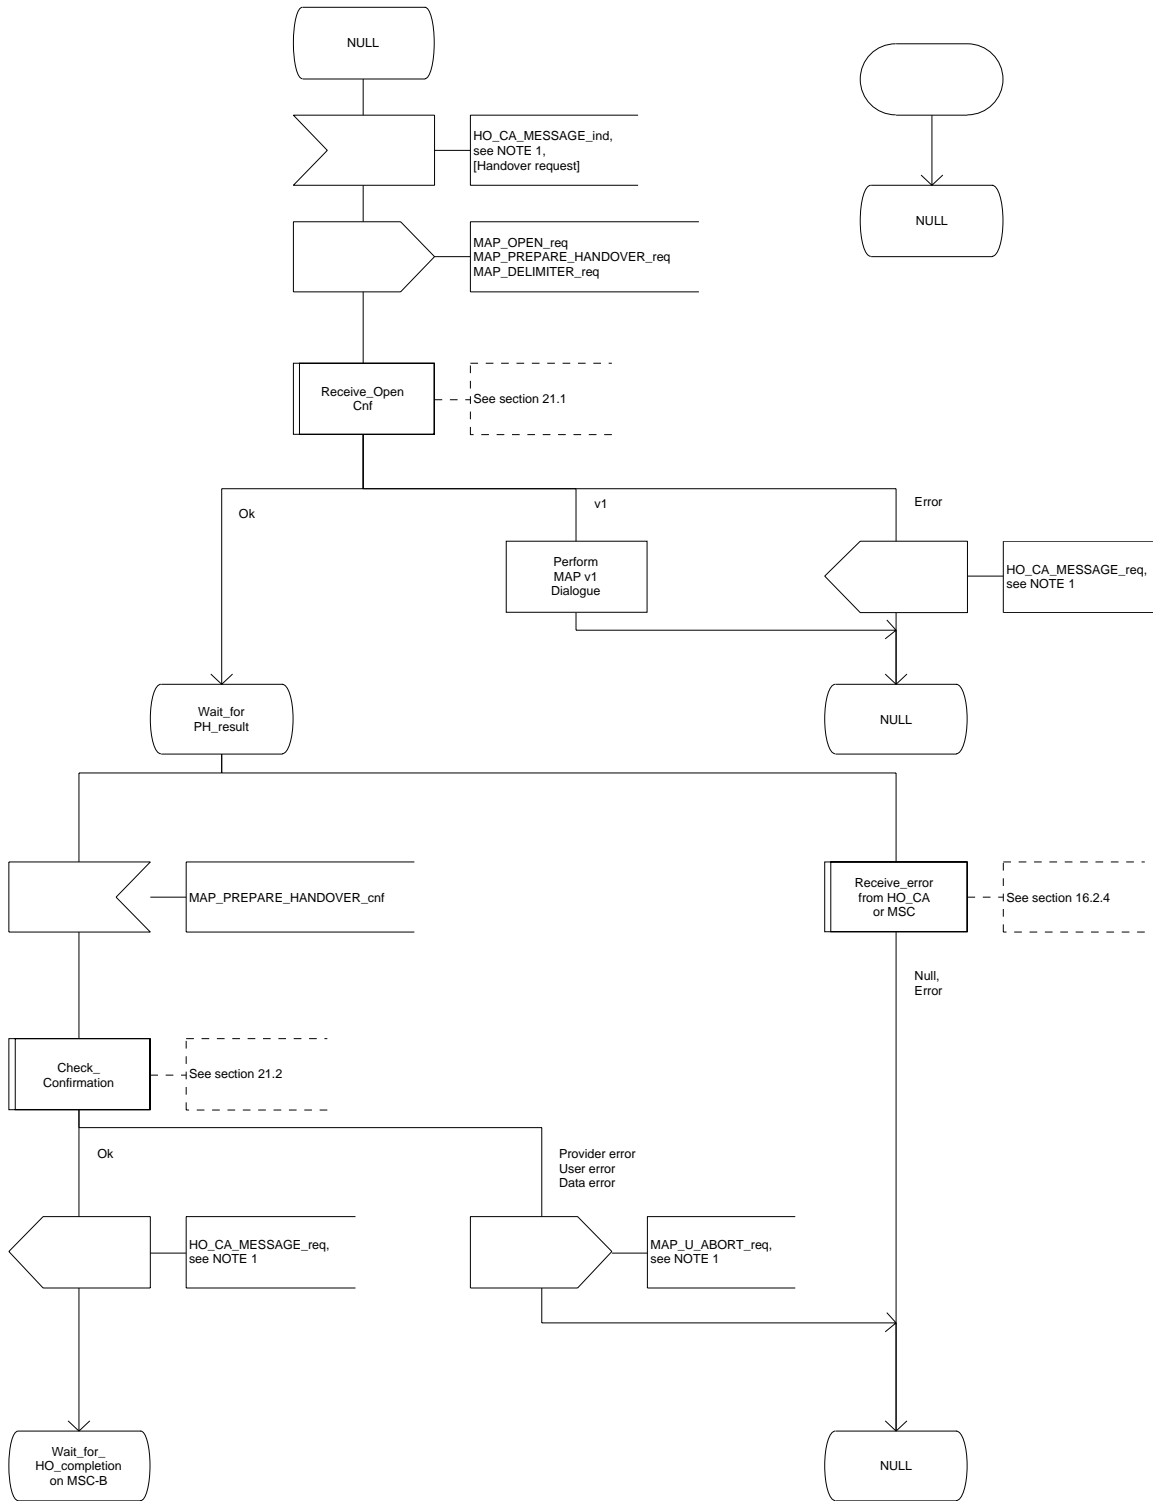 NULL
HO_CA_MESSAGE_ind,
see NOTE 1,
[Handover request]
NULL
MAP_OPEN_req
MAP_PREPARE_HANDOVER_req
MAP_DELIMITER_req
Receive_Open
Cnf
See section 21.1
Ok
v1
Error
Perform
MAP v1
Dialogue
HO_CA_MESSAGE_req,
see NOTE 1
Wait_for
PH_result
NULL
MAP_PREPARE_HANDOVER_cnf
Receive_error
from HO_CA
or MSC
See section 16.2.4
Null,
Error
Check_
Confirmation
See section 21.2
Ok
Provider error
User error
Data error
HO_CA_MESSAGE_req,
see NOTE 1
MAP_U_ABORT_req,
see NOTE 1
Wait_for_
HO_completion
on MSC-B
NULL